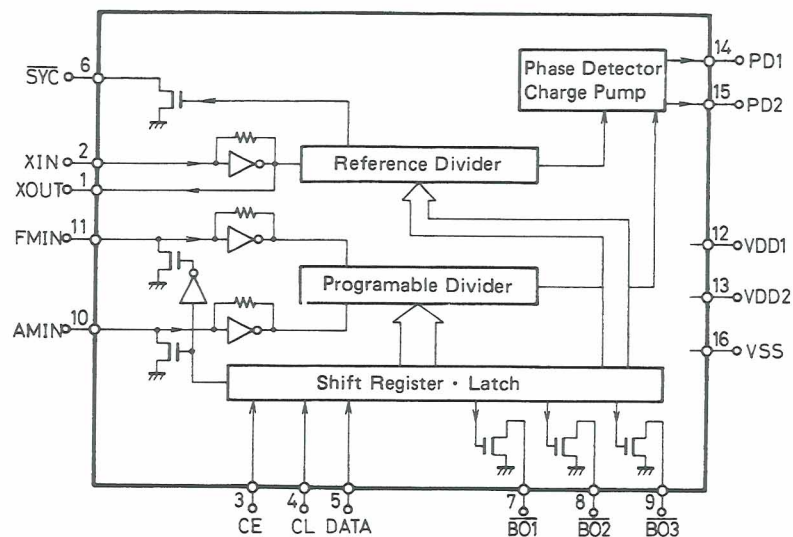 6
SYC
14
PD1
Phase Detector
Charge Pump
15
PD2
2
XIN
Reference Divider
1
XOUT
11
FMIN
12
VDD1
Programable Divider
13
VDD2
10
AMIN
16
VSS
Shift Register · Latch
3
4
5
7
8
9
CE
CL
DATA
BO1
BO2
BO3